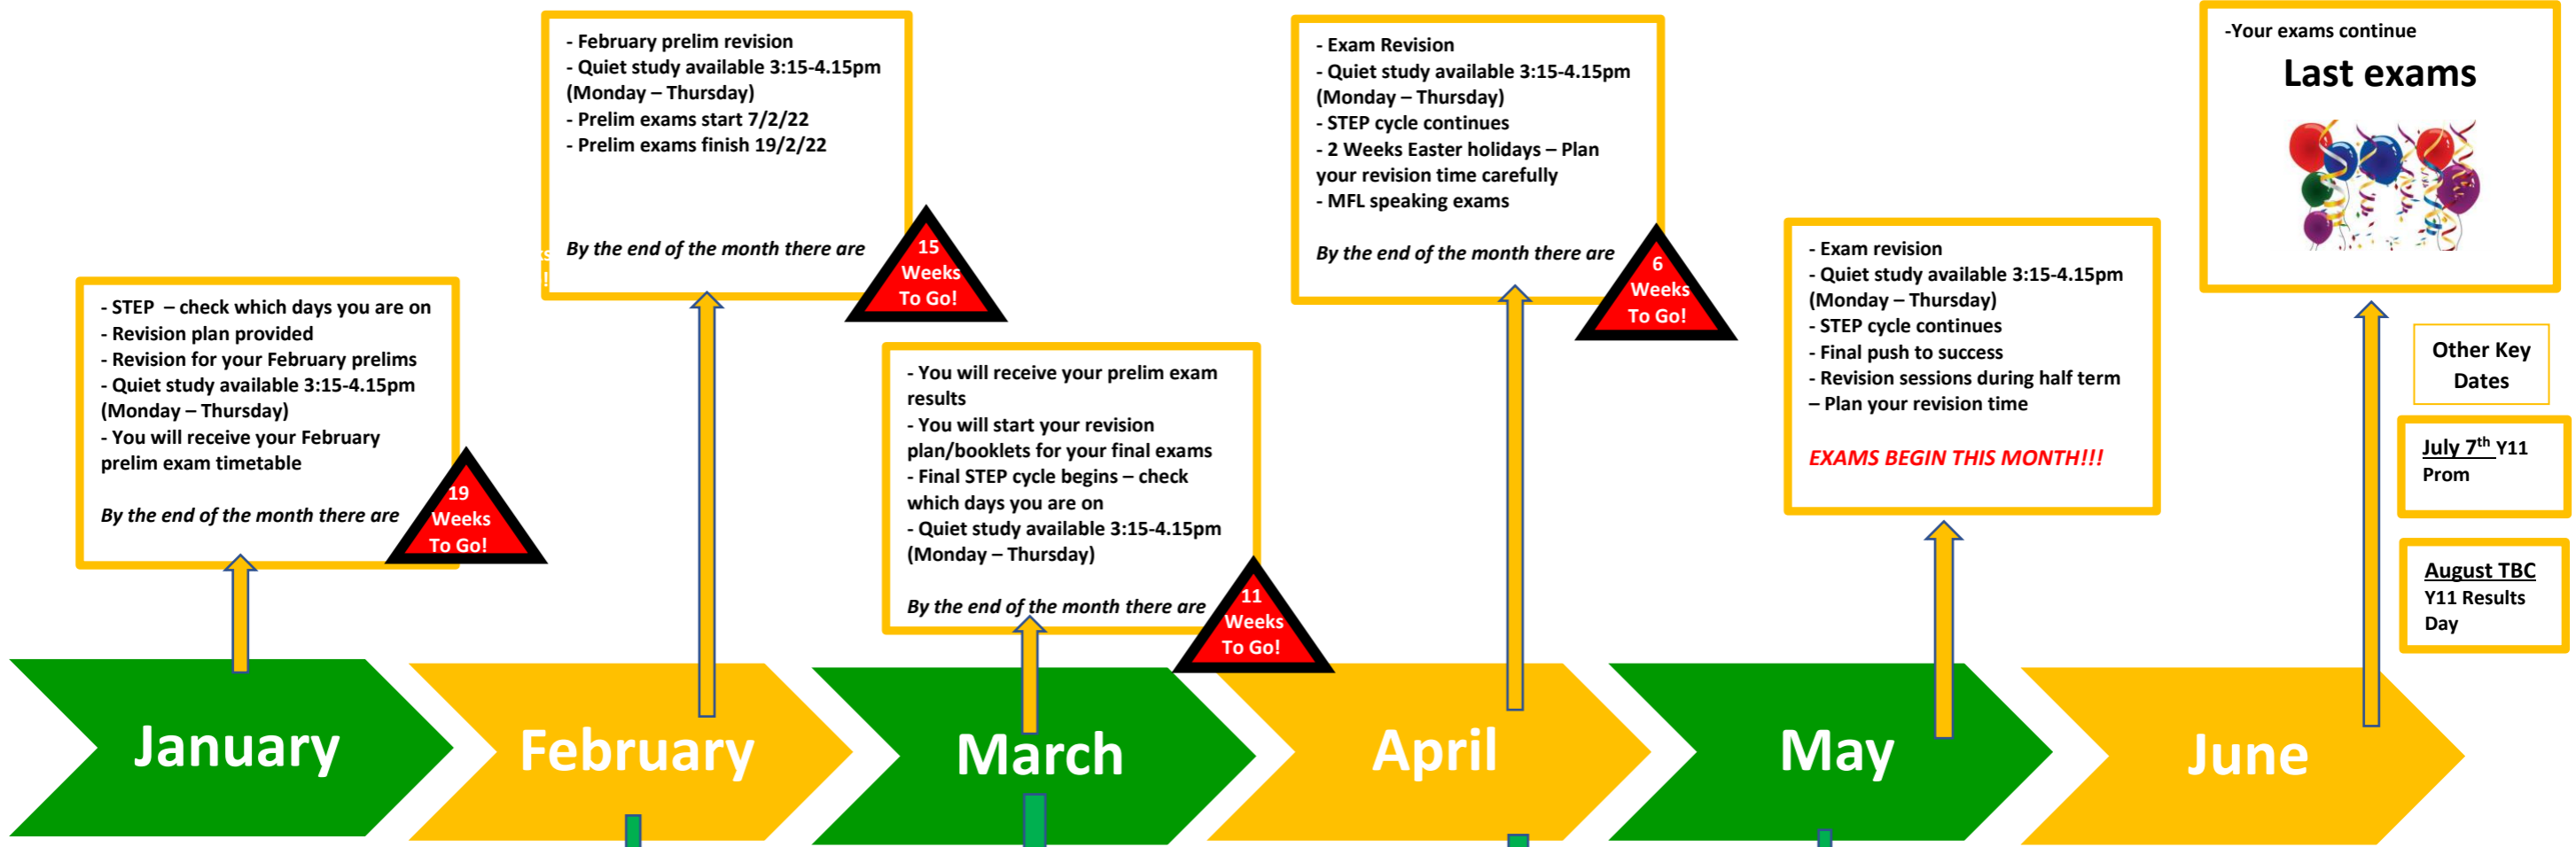 - STEP – check which days you are on
- Revision plan provided
- Revision for your February prelims
- Quiet study available 3:15-4.15pm
(Monday – Thursday)
- You will receive your February
prelim exam timetable
By the end of the month there are
19
Weeks
To Go!
- February prelim revision
- Quiet study available 3:15-4.15pm
(Monday – Thursday)
- Prelim exams start 7/2/22
- Prelim exams finish 19/2/22
By the end of the month there are
15
Weeks
To Go!
- You will receive your prelim exam
results
- You will start your revision
plan/booklets for your final exams
- Final STEP cycle begins – check
which days you are on
- Quiet study available 3:15-4.15pm
(Monday – Thursday)
By the end of the month there are
11
Weeks
To Go!
- Exam Revision
- Quiet study available 3:15-4.15pm
(Monday – Thursday)
- STEP cycle continues
- 2 Weeks Easter holidays – Plan
your revision time carefully
- MFL speaking exams
By the end of the month there are
6
Weeks
To Go!
- Exam revision
- Quiet study available 3:15-4.15pm
(Monday – Thursday)
- STEP cycle continues
- Final push to success
- Revision sessions during half term
– Plan your revision time
EXAMS BEGIN THIS MONTH!!!
-Your exams continue
Last exams
Other Key
Dates
July 7th Y11
Prom
August TBC
Y11 Results
Day
January
February
March
April
May
June